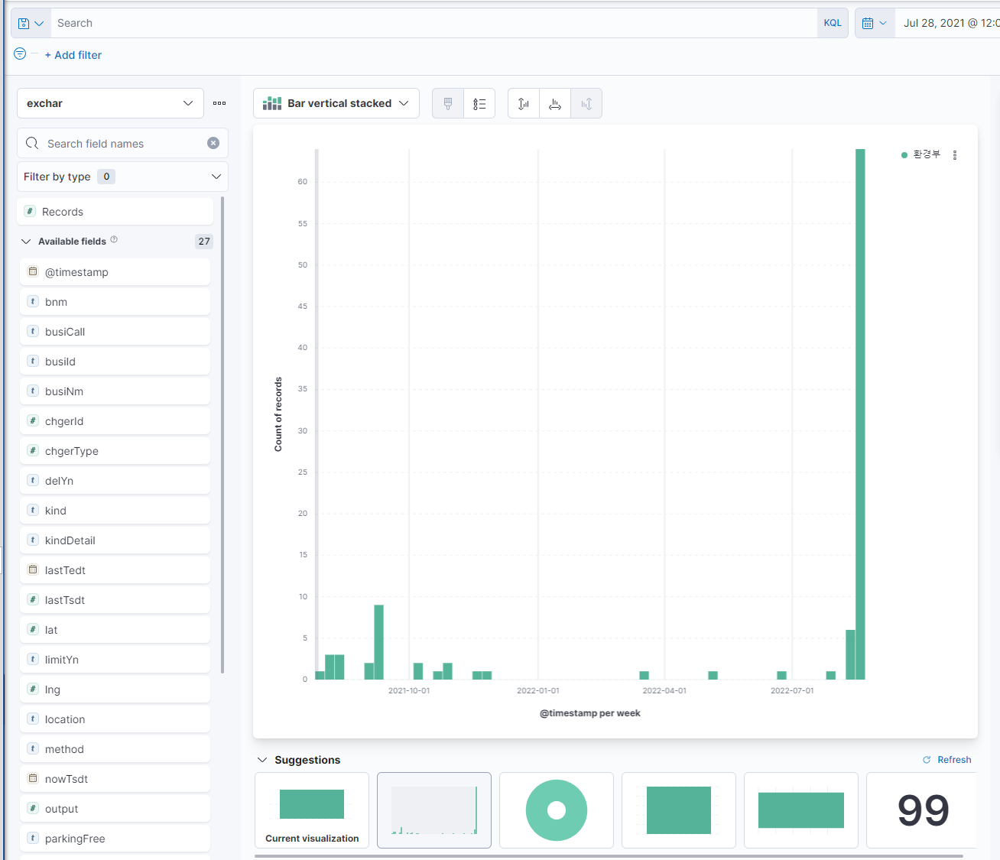 Search
KQL
Jul 28, 2021 @ 12:0
+ Add filter
exchar
Bar vertical stacked
Search field names
Filter by type 0
# Records
Available fields 27
@timestamp
t bnm
t busiCall
t busiId
t busiNm
# chgerId
# chgerType
t delYn
t kind
t kindDetail
lastTedt
# lastTsdt
# lat
t limitYn
# lng
t location
t method
nowTsdt
# output
t parkingFree
환경부
60
55
50
45
40
35
30
25
20
15
10
5
0
Count of records
2021-10-01
2022-01-01
2022-04-01
2022-07-01
@timestamp per week
Suggestions
Refresh
Current visualization
99